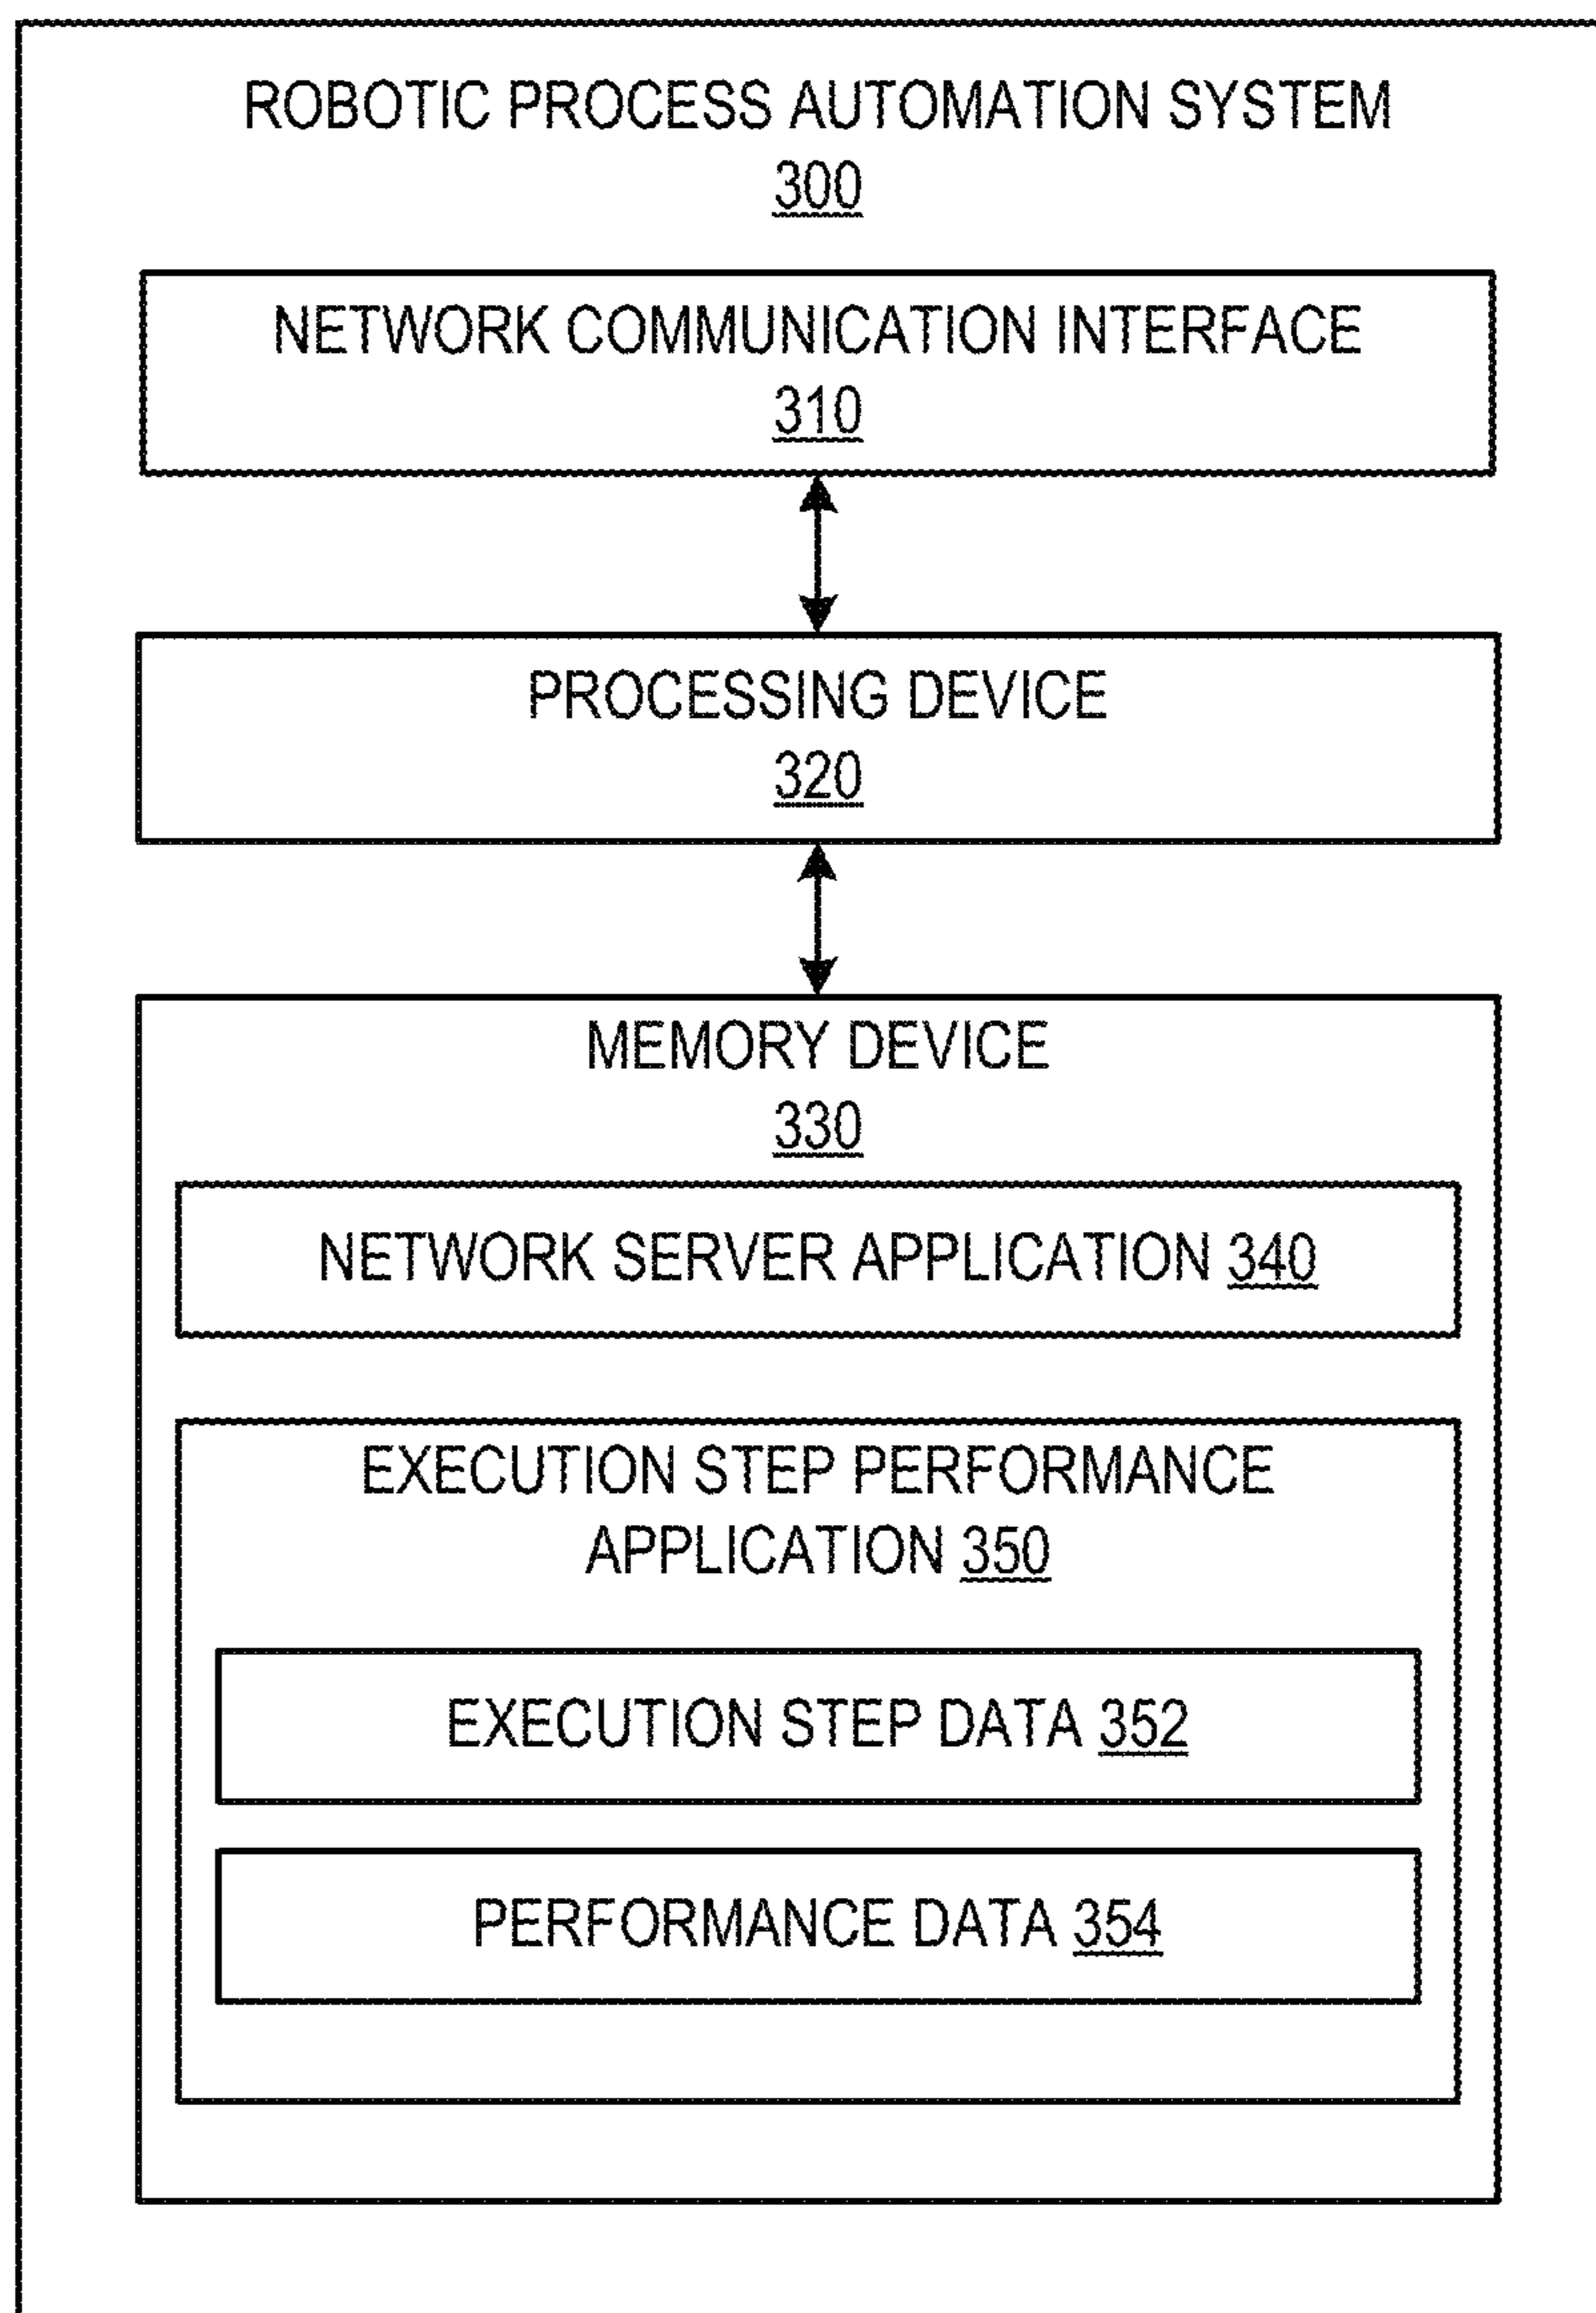 ROBOTIC PROCESS AUTOMATION SYSTEM
300
NETWORK COMMUNICATION INTERFACE
310
PROCESSING DEVICE
320
MEMORY DEVICE
330
NETWORK SERVER APPLICATION 340
EXECUTION STEP PERFORMANCE
APPLICATION 350
EXECUTION STEP DATA 352
PERFORMANCE DATA 354